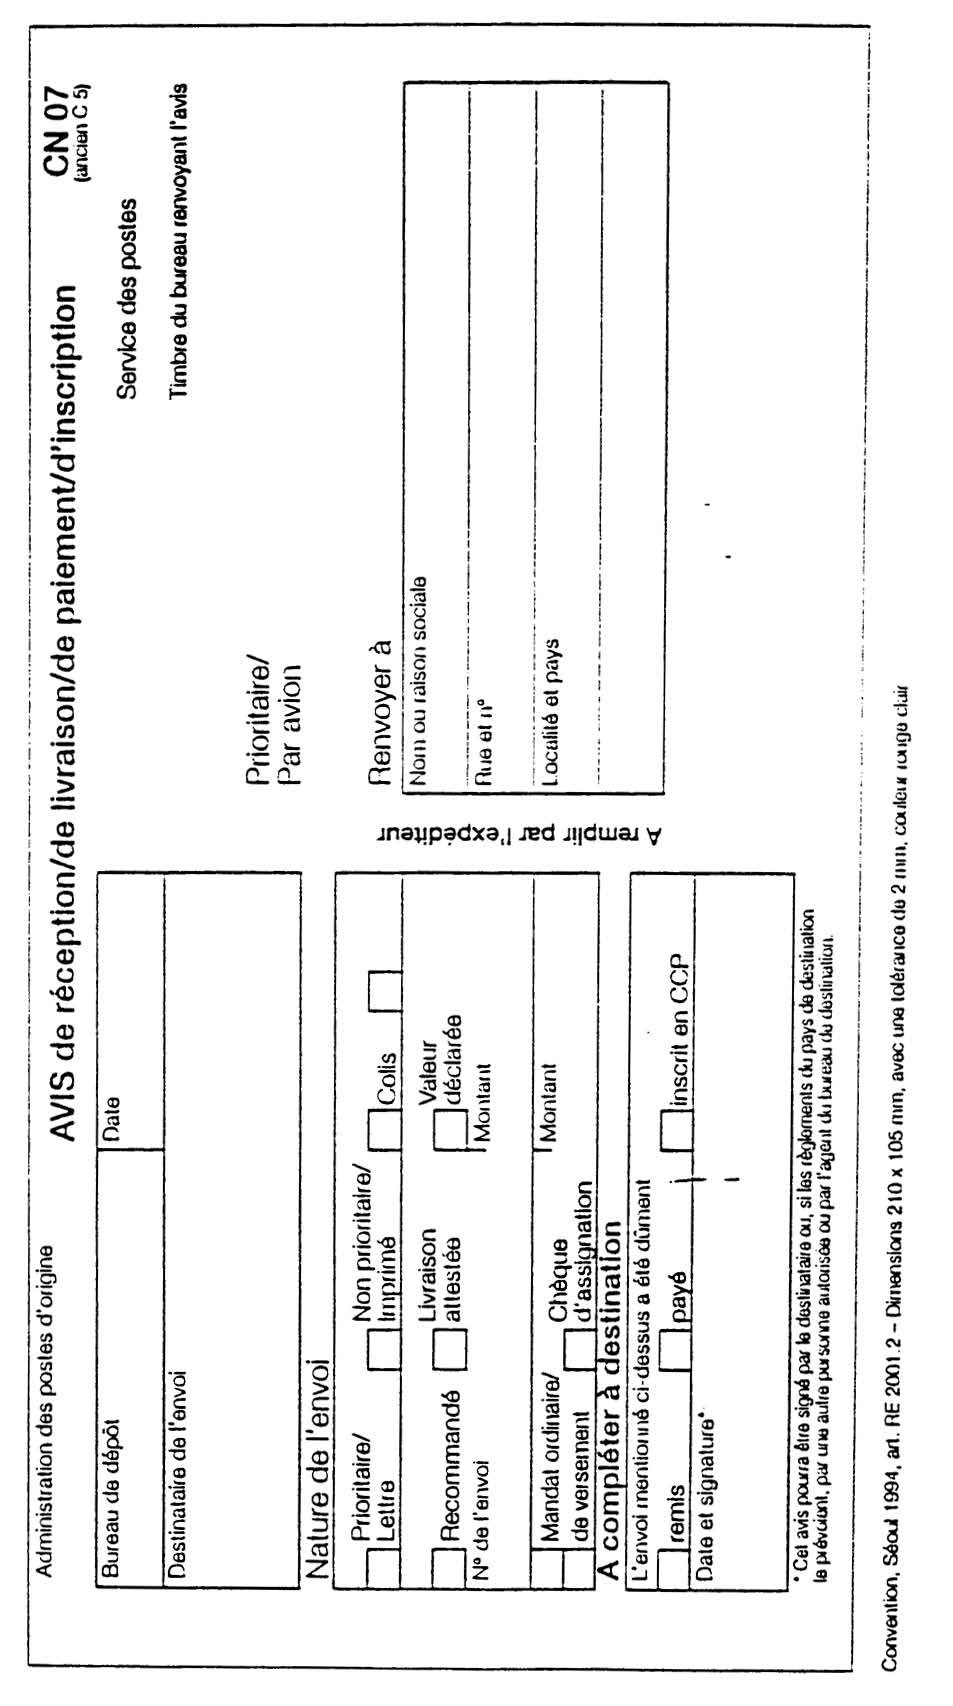 Administration des postes d'origine
AVIS de réception/de livraison/de paiement/d'inscription
CN 07
(ancien C 5)
Service des postes
Timbre du bureau renvoyant l'avis
Bureau de dépôt
Date
Destinataire de l'envoi
Prioritaire/
Par avion
Nature de l'envoi
Prioritaire/
Lettre
Non prioritaire/
Imprimé
Colis
Recommandé
Livraison
attestée
Valeur
déclarée
N° de l'envoi
Montant
Mandat ordinaire/
de versement
Chèque
d'assignation
Montant
A compléter à destination
L'envoi mentionné ci-dessus a été dûment
remis
payé
inscrit en CCP
Date et signature*
* Cet avis pourra être signé par le destinataire ou, si les règlements du pays de destination
le prévoient, par une autre personne autorisée ou par l'agent du bureau de destination.
A remplir par l'expéditeur
Renvoyer à
Nom ou raison sociale
Rue et n°
Localité et pays
Convention, Séoul 1994, art. RE 2001.2 – Dimensions 210 x 105 mm, avec une tolérance de 2 mm, couleur rouge clair